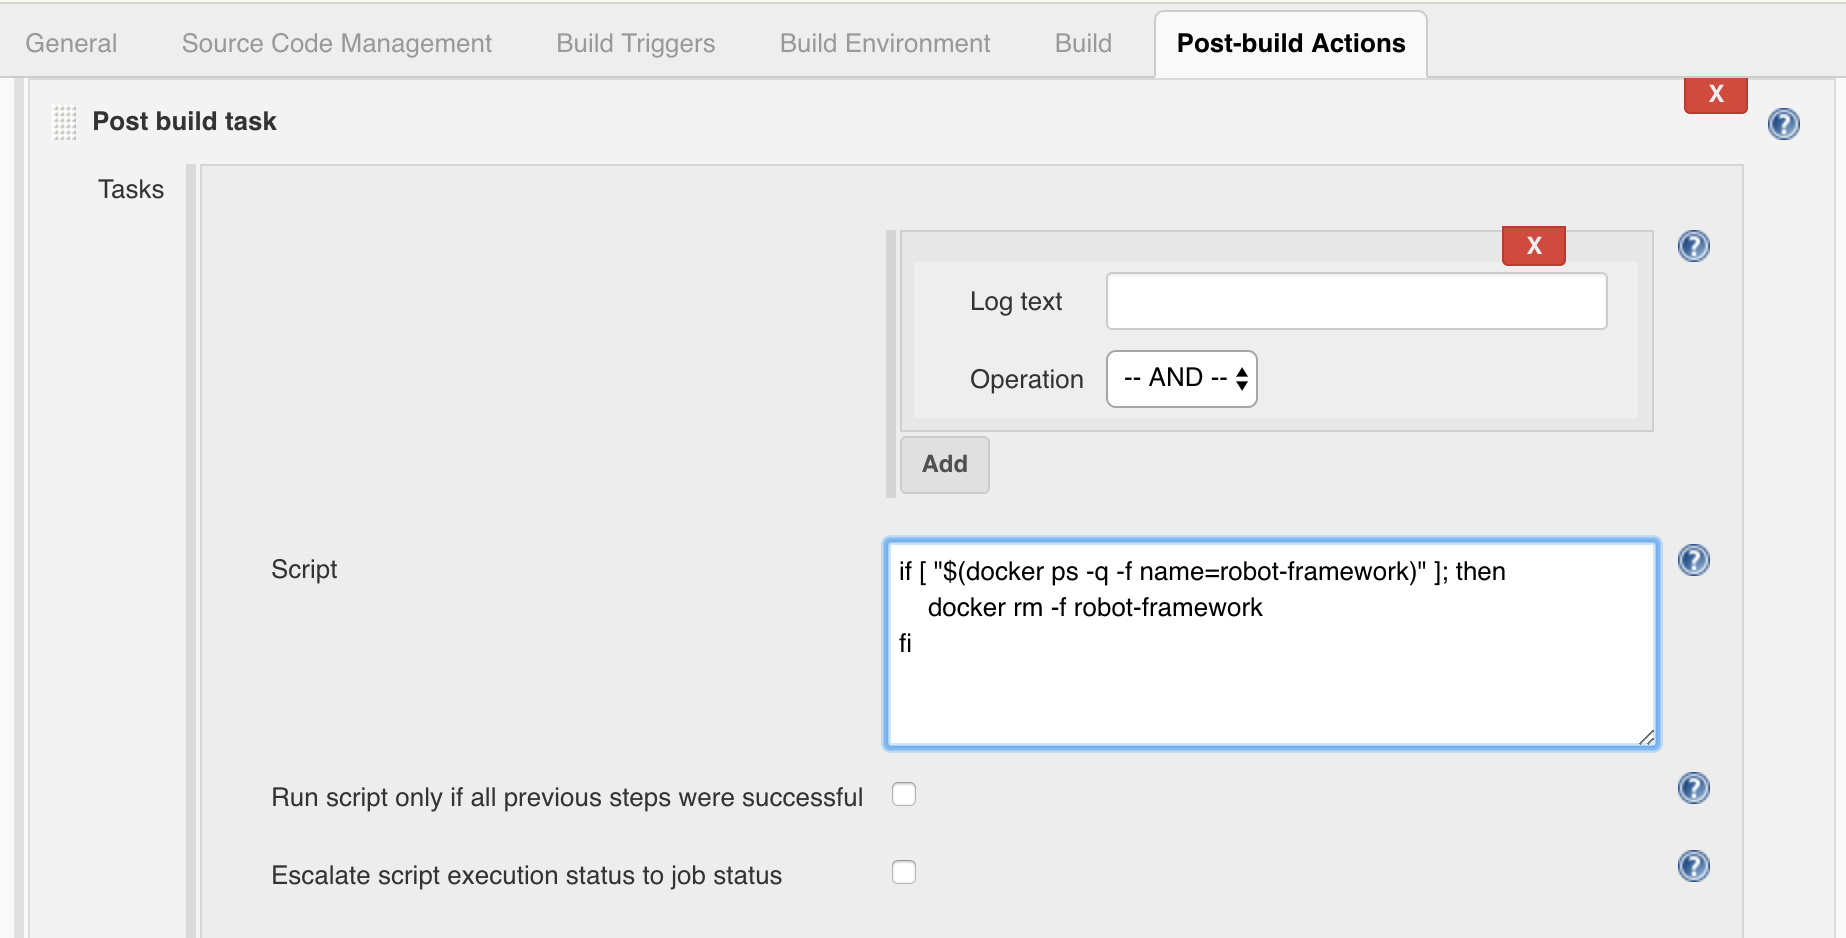 General
Source Code Management
Build Triggers
Build Environment
Build
Post-build Actions
X
?
Post build task
Tasks
X
?
Log text
Operation
-- AND --
Add
Script
if [ "$(docker ps -q -f name=robot-framework)" ]; then
docker rm -f robot-framework
fi
?
Run script only if all previous steps were successful
?
Escalate script execution status to job status
?